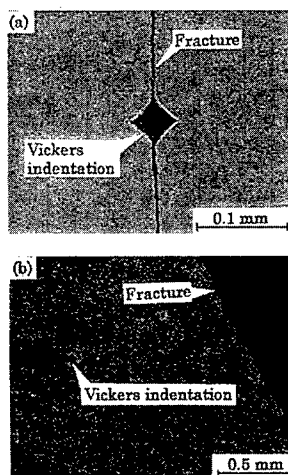 (a)
Fracture
Vickers
indentation
0.1 mm
(b)
Fracture
Vickers indentation
0.5 mm